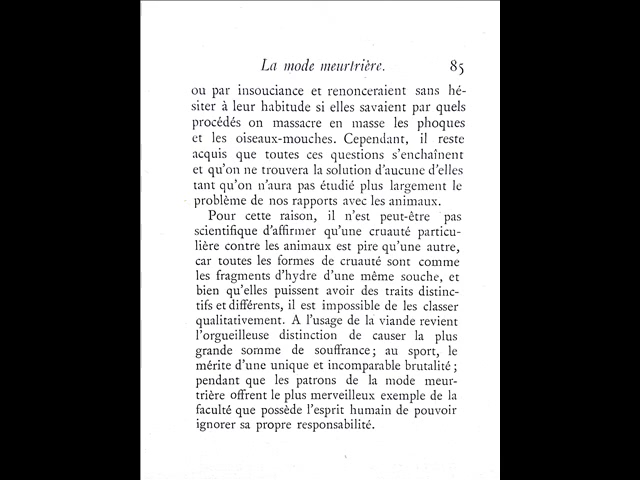 La mode meurtrière. 85
ou par insouciance et renonceraient sans hé-
siter à leur habitude si elles savaient par quels
procédés on massacre en masse les phoques
et les oiseaux-mouches. Cependant, il reste
acquis que toutes ces questions s'enchaînent
et qu'on ne trouvera la solution d'aucune d'elles
tant qu'on n'aura pas étudié plus largement le
problème de nos rapports avec les animaux.
Pour cette raison, il n'est peut-être pas
scientifique d'affirmer qu'une cruauté particu-
lière contre les animaux est pire qu'une autre,
car toutes les formes de cruauté sont comme
les fragments d'hydre d'une même souche, et
bien qu'elles puissent avoir des traits distinc-
tifs et différents, il est impossible de les classer
qualitativement. A l'usage de la viande revient
l'orgueilleuse distinction de causer la plus
grande somme de souffrance; au sport, le
mérite d'une unique et incomparable brutalité;
pendant que les patrons de la mode meur-
trière offrent le plus merveilleux exemple de la
faculté que possède l'esprit humain de pouvoir
ignorer sa propre responsabilité.